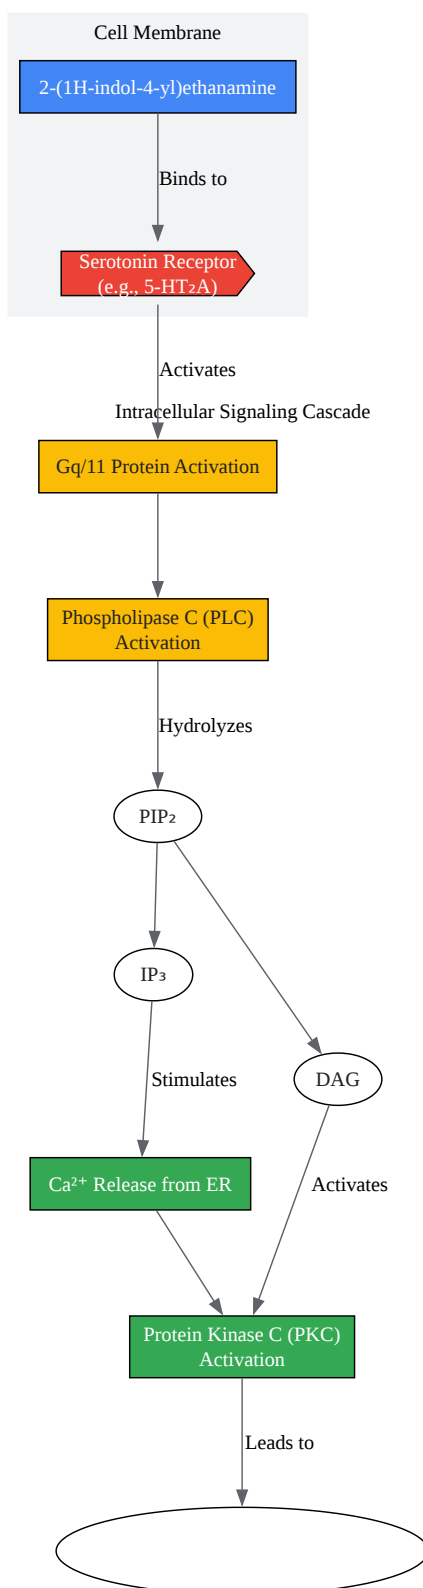 Cell Membrane
2-(1H-indol-4-yl)ethanamine
Binds to
Serotonin Receptor
(e.g., 5-HT₂A)
Activates
Intracellular Signaling Cascade
Gq/11 Protein Activation
Phospholipase C (PLC)
Activation
Hydrolyzes
PIP₂
IP₃
DAG
Stimulates
Ca²⁺ Release from ER
Activates
Protein Kinase C (PKC)
Activation
Leads to